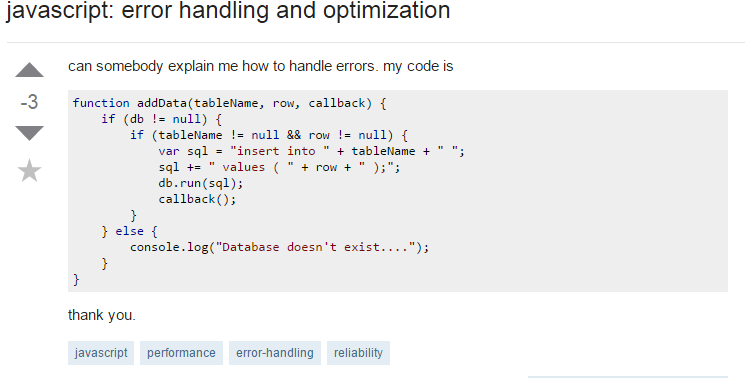 javascript: error handling and optimization
can somebody explain me how to handle errors. my code is
-3
function addData(tableName, row, callback) {
    if (db != null) {
        if (tableName != null && row != null) {
            var sql = "insert into " + tableName + " ";
            sql += " values ( " + row + " );";
            db.run(sql);
            callback();
        }
    } else {
        console.log("Database doesn't exist....");
    }
}
thank you.
javascript performance error-handling reliability